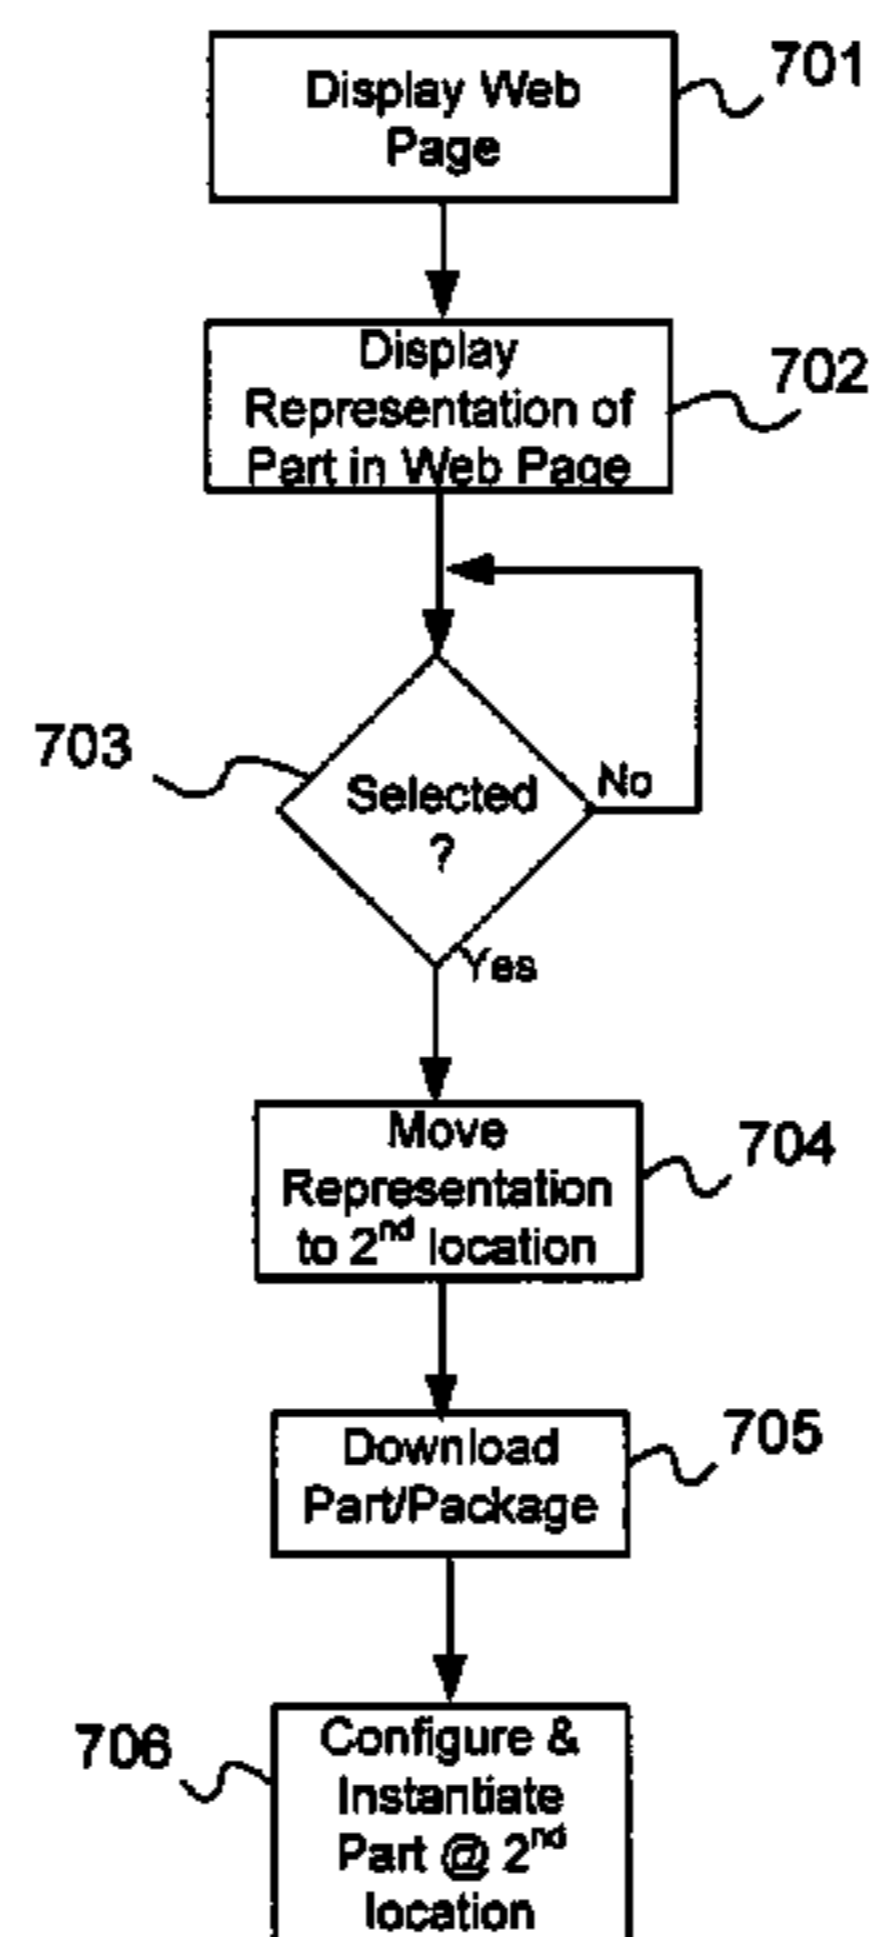 701
Display Web
Page
702
Display
Representation of
Part in Web Page
703
Selected
?
No
Yes
704
Move
Representation
to 2nd location
705
Download
Part/Package
706
Configure &
Instantiate
Part @ 2nd
location